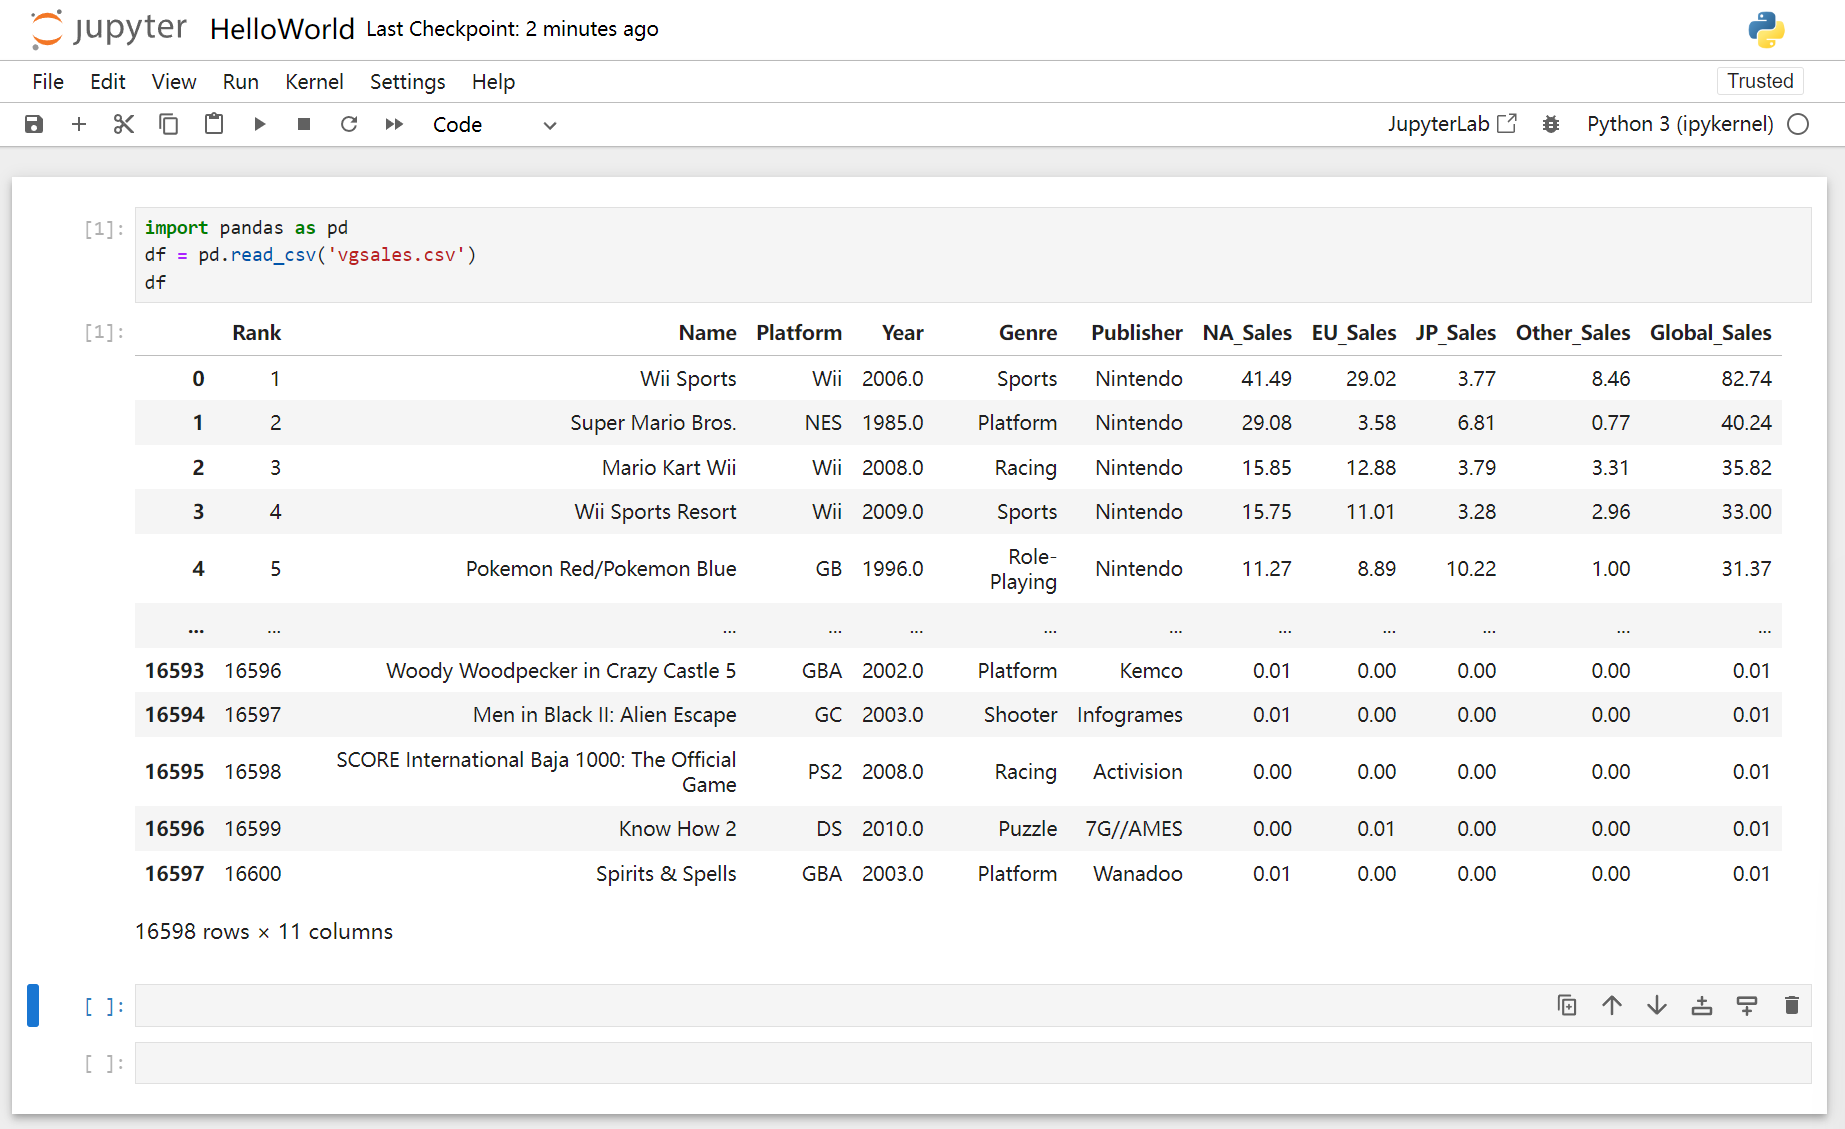 jupyter HelloWorld Last Checkpoint: 2 minutes ago
File Edit View Run Kernel Settings Help Trusted
Code JupyterLab Python 3 (ipykernel)
[1]: import pandas as pd
df = pd.read_csv('vgsales.csv')
df
[1]: Rank Name Platform Year Genre Publisher NA_Sales EU_Sales JP_Sales Other_Sales Global_Sales
0 1 Wii Sports Wii 2006.0 Sports Nintendo 41.49 29.02 3.77 8.46 82.74
1 2 Super Mario Bros. NES 1985.0 Platform Nintendo 29.08 3.58 6.81 0.77 40.24
2 3 Mario Kart Wii Wii 2008.0 Racing Nintendo 15.85 12.88 3.79 3.31 35.82
3 4 Wii Sports Resort Wii 2009.0 Sports Nintendo 15.75 11.01 3.28 2.96 33.00
4 5 Pokemon Red/Pokemon Blue GB 1996.0 Role-
Playing Nintendo 11.27 8.89 10.22 1.00 31.37
... ... ... ... ... ... ... ... ... ... ... ...
16593 16596 Woody Woodpecker in Crazy Castle 5 GBA 2002.0 Platform Kemco 0.01 0.00 0.00 0.00 0.01
16594 16597 Men in Black II: Alien Escape GC 2003.0 Shooter Infogrames 0.01 0.00 0.00 0.00 0.01
16595 16598 SCORE International Baja 1000: The Official
Game PS2 2008.0 Racing Activision 0.00 0.00 0.00 0.00 0.01
16596 16599 Know How 2 DS 2010.0 Puzzle 7G//AMES 0.00 0.01 0.00 0.00 0.01
16597 16600 Spirits & Spells GBA 2003.0 Platform Wanadoo 0.01 0.00 0.00 0.00 0.01
16598 rows × 11 columns
[ ]:
[ ]: